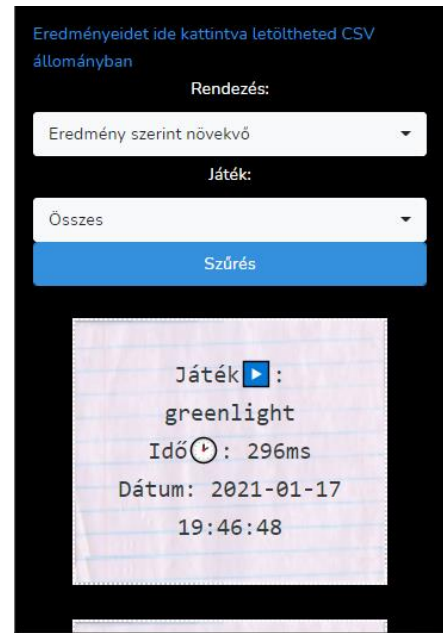 Eredményeidet ide kattintva letöltheted CSV
állományban
Rendezés:
Eredmény szerint növekvő
Játék:
Összes
Szűrés
Játék▶️:
greenlight
Idő🕑: 296ms
Dátum: 2021-01-17
19:46:48